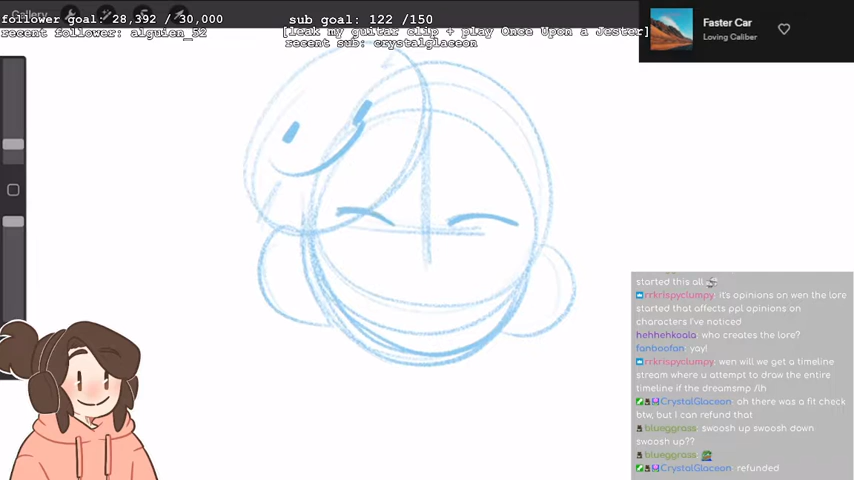 Gallery
follower goal: 28,392 / 30,000
sub goal: 122 /150
recent follower: alguien_52
[leak my guitar clip + play Once Upon a Jester]
recent sub: crystalglaceon
Faster Car
Loving Caliber
started this all
rrkrispyclumpy: its opinions on wen the lore
started that affects ppl opinions on
characters I've noticed
hehhehkoala: who creates the lore?
fanboofan: yay!
rrkrispyclumpy: wen will we get a timeline
stream where u attempt to draw the entire
timeline if the dreamsmp /lh
CrystalGlaceon: oh there was a fit check
btw, but I can refund that
blueggrass: swoosh up swoosh down
swoosh up??
blueggrass:
CrystalGlaceon: refunded